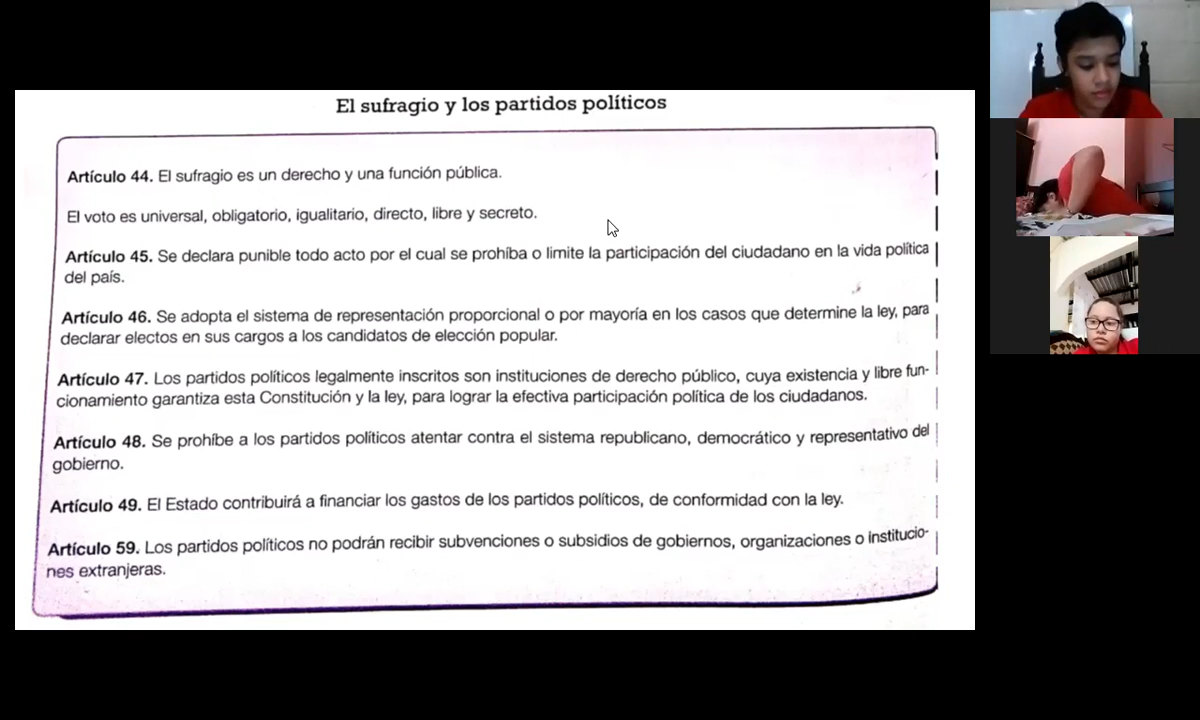 El sufragio y los partidos políticos
Artículo 44. El sufragio es un derecho y una función pública.
El voto es universal, obligatorio, igualitario, directo, libre y secreto.
Artículo 45. Se declara punible todo acto por el cual se prohíba o limite la participación del ciudadano en la vida política
del país.
Artículo 46. Se adopta el sistema de representación proporcional o por mayoría en los casos que determine la ley, para
declarar electos en sus cargos a los candidatos de elección popular.
Artículo 47. Los partidos políticos legalmente inscritos son instituciones de derecho público, cuya existencia y libre fun-
cionamiento garantiza esta Constitución y la ley, para lograr la efectiva participación política de los ciudadanos.
Artículo 48. Se prohíbe a los partidos políticos atentar contra el sistema republicano, democrático y representativo del
gobierno.
Artículo 49. El Estado contribuirá a financiar los gastos de los partidos políticos, de conformidad con la ley.
Artículo 59. Los partidos políticos no podrán recibir subvenciones o subsidios de gobiernos, organizaciones o institucio-
nes extranjeras.